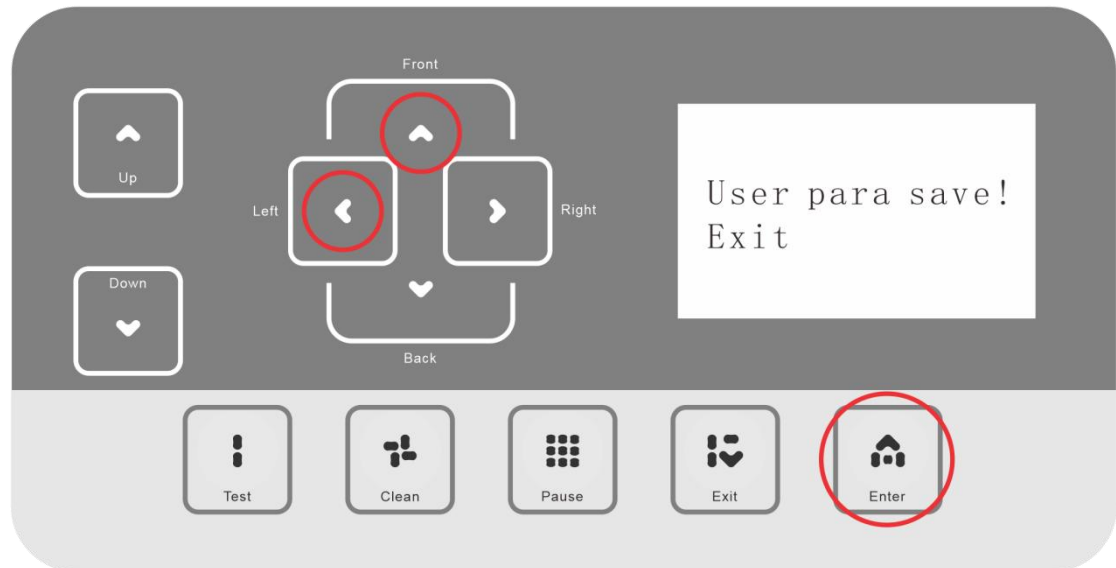 Front
Up
Left
Right
User para save!
Exit
Down
Back
Test
Clean
Pause
Exit
Enter